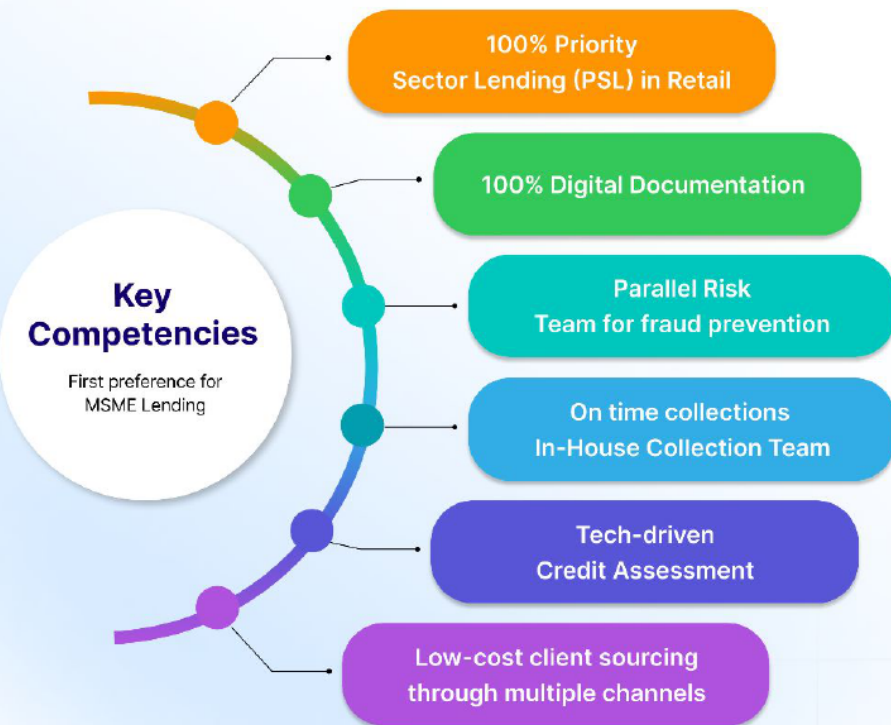 Key
Competencies
First preference for
MSME Lending
100% Priority
Sector Lending (PSL) in Retail
100% Digital Documentation
Parallel Risk
Team for fraud prevention
On time collections
In-House Collection Team
Tech-driven
Credit Assessment
Low-cost client sourcing
through multiple channels